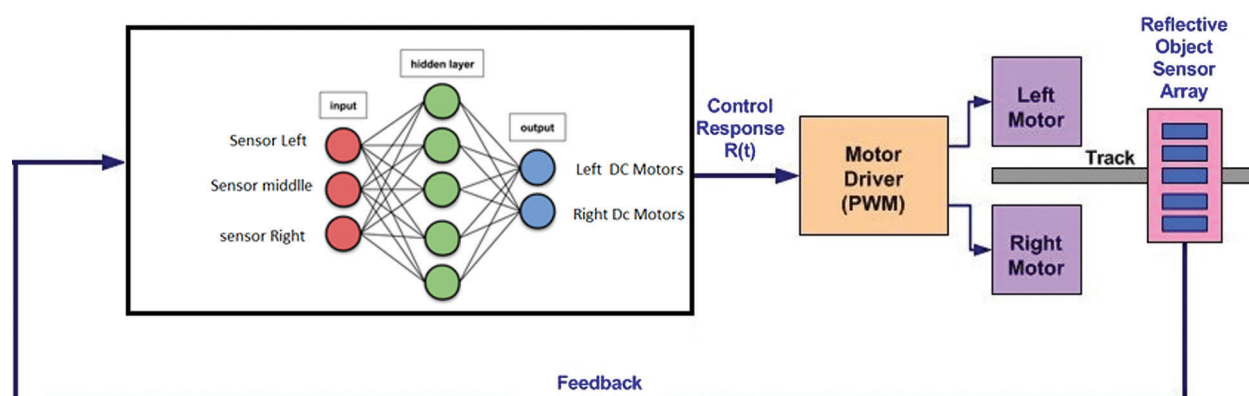 hidden layer
input
output
Sensor Left
Sensor middlle
sensor Right
Left DC Motors
Right Dc Motors
Control
Response
R(t)
Motor
Driver
(PWM)
Left
Motor
Right
Motor
Track
Reflective
Object
Sensor
Array
Feedback